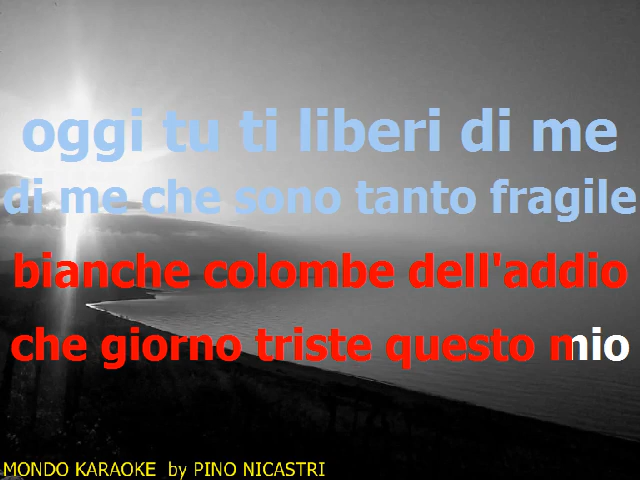 oggi tu ti liberi di me
di me che sono tanto fragile
bianche colombe dell'addio
che giorno triste questo mio
MONDO KARAOKE by PINO NICASTRI